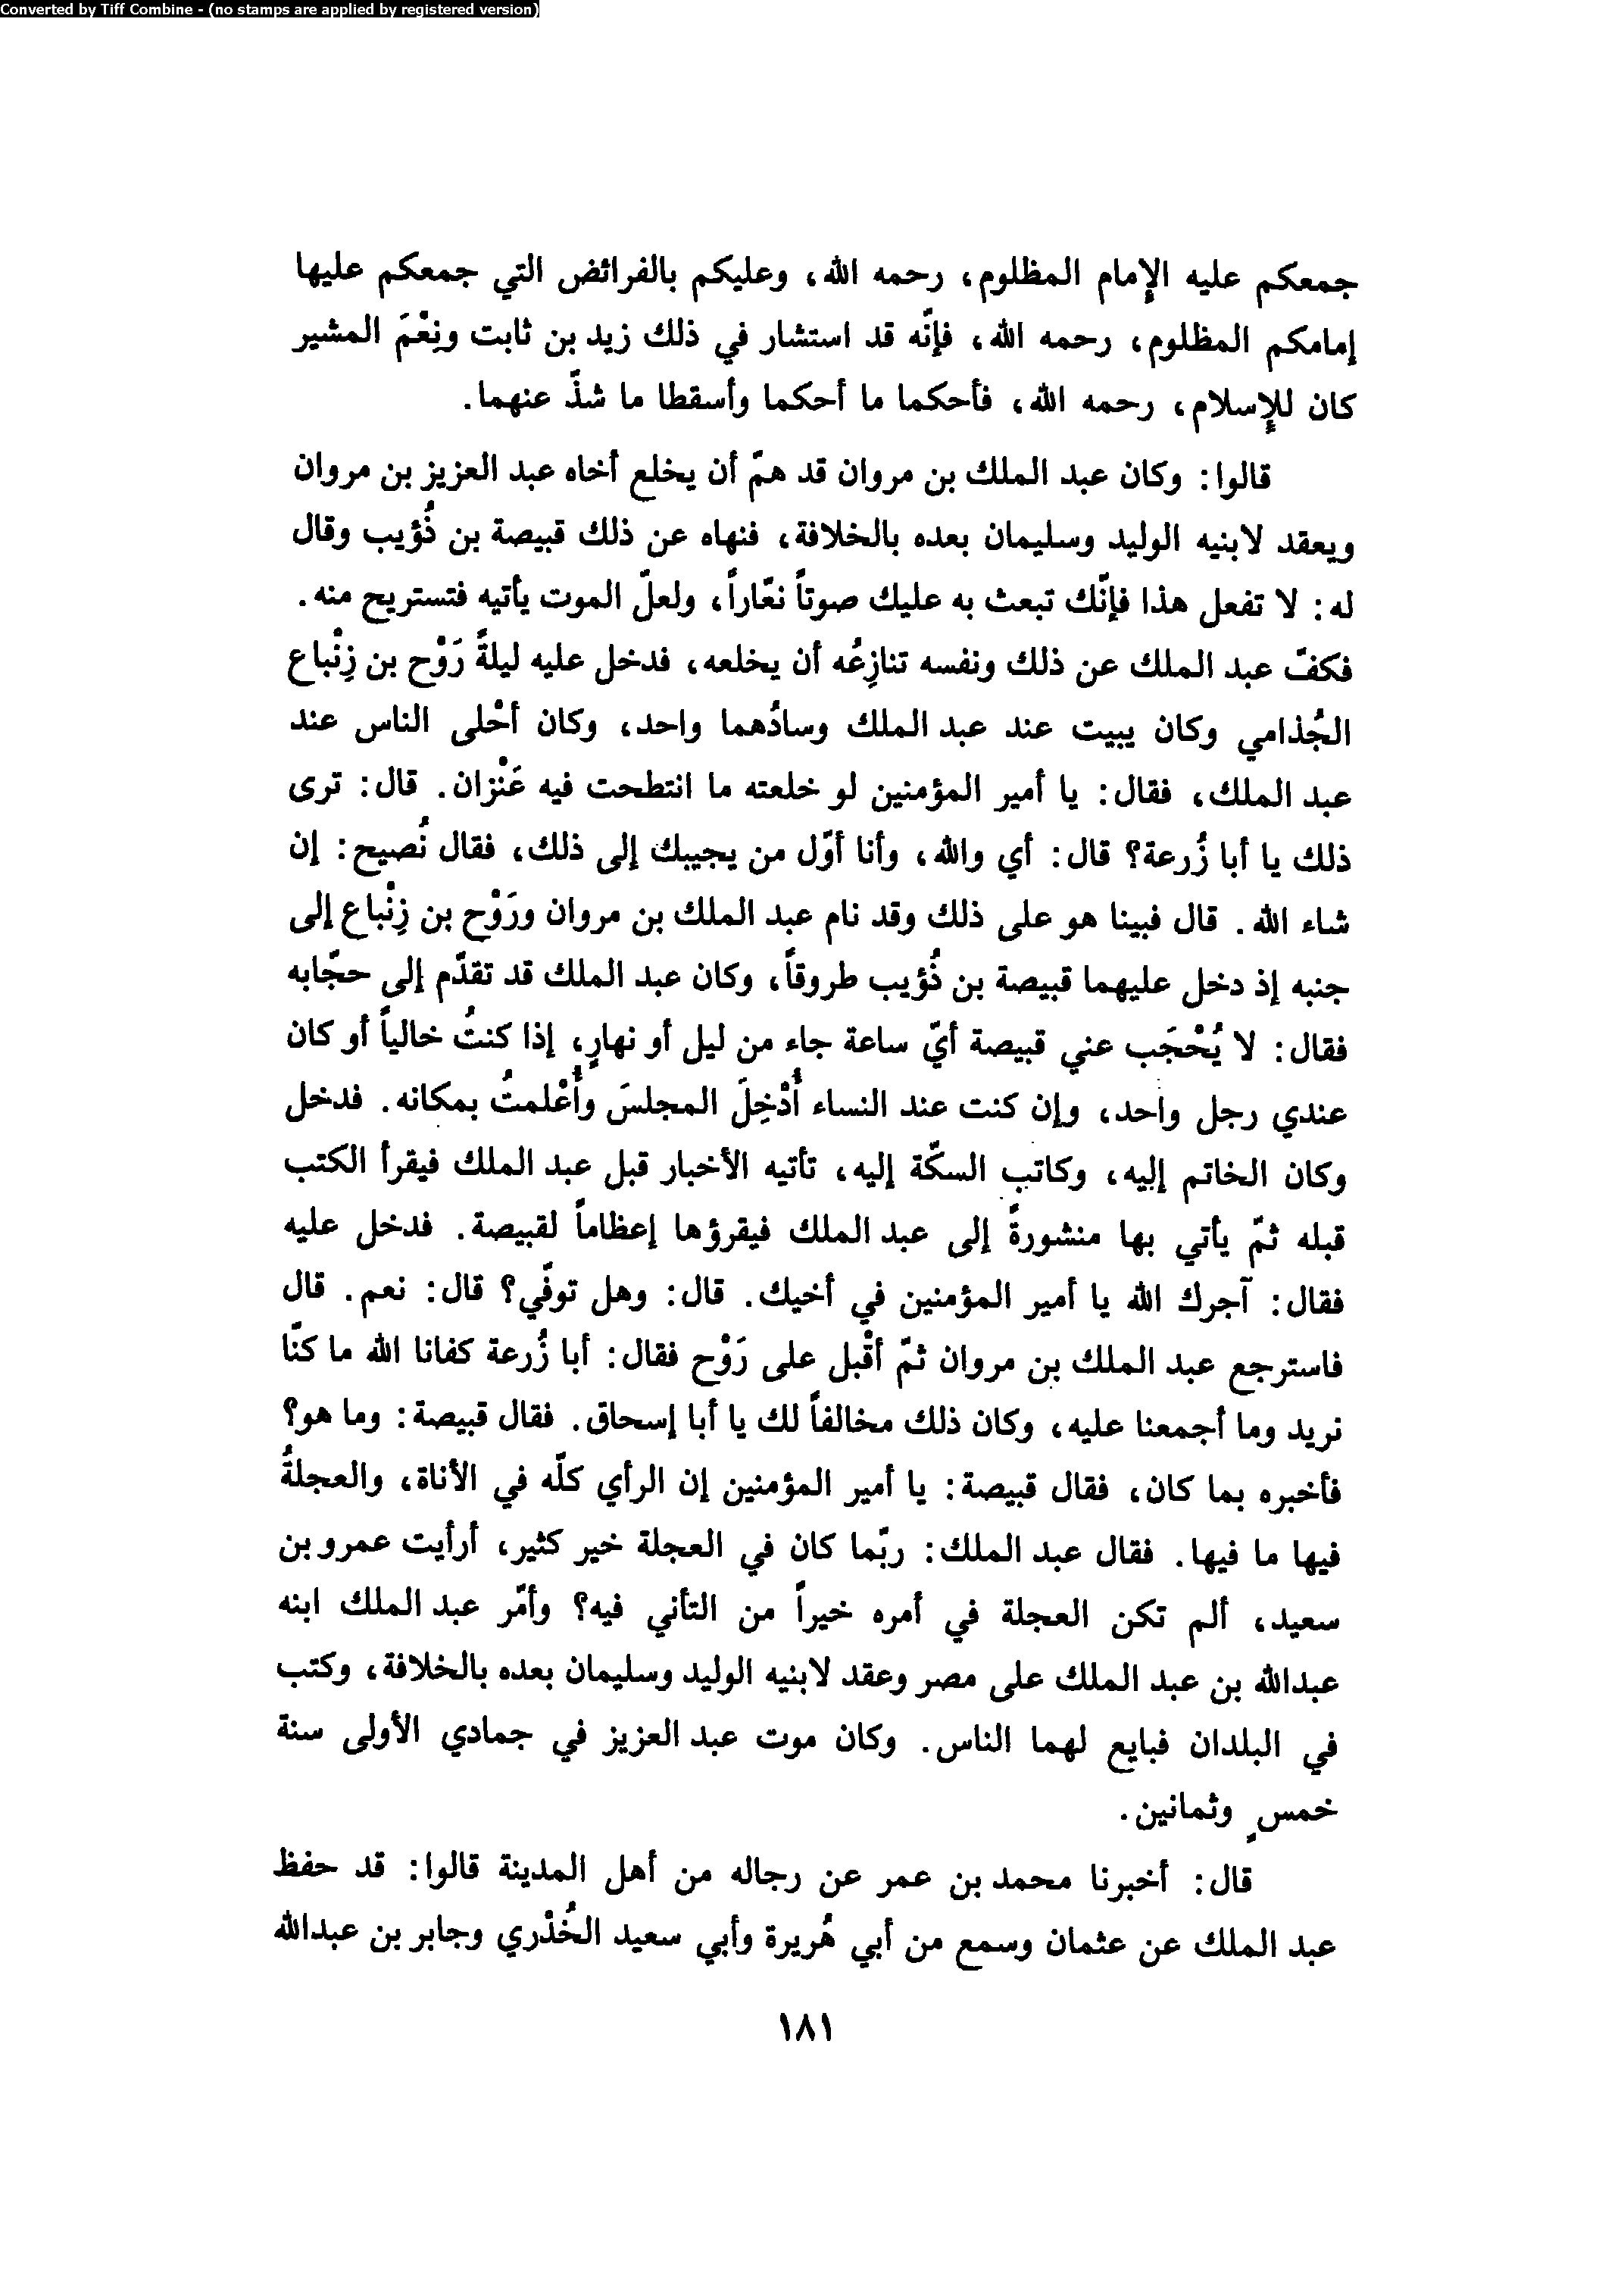 Converted by Tiff Combine - (no stamps are applied by registered version)
جمعكم عليه الإمام المظلوم، رحمه الله، وعليكم بالفرائض التي جمعكم عليها
إمامكم المظلوم، رحمه الله، فإنّه قد استشار في ذلك زيد بن ثابت ونِعْمَ المشير
كان للإسلام، رحمه الله، فأحكما ما أحكما وأسقطا ما شذّ عنهما.
قالوا: وكان عبد الملك بن مروان قد همّ أن يخلع أخاه عبد العزيز بن مروان
ويعقد لابنيه الوليد وسليمان بعده بالخلافة، فنهاه عن ذلك قبيصة بن ذُؤيب وقال
له: لا تفعل هذا فإنّك تبعث به عليك صوتاً نعّاراً، ولعلّ الموت يأتيه فتستريح منه.
فكفّ عبد الملك عن ذلك ونفسه تنازِعُه أن يخلعه، فدخل عليه ليلةً رَوْح بن زِنْباع
الجُذامي وكان يبيت عند عبد الملك وسادُهما واحد، وكان أحْلى الناس عند
عبد الملك، فقال: يا أمير المؤمنين لو خلعته ما انتطحت فيه عَنْزان. قال: ترى
ذلك يا أبا زُرعة؟ قال: أي والله، وأنا أوّل من يجيبك إلى ذلك، فقال نُصيح: إن
شاء الله. قال فبينا هو على ذلك وقد نام عبد الملك بن مروان ورَوْح بن زِنْباع إلى
جنبه إذ دخل عليهما قبيصة بن ذُؤيب طروقاً، وكان عبد الملك قد تقدّم إلى حجّابه
فقال: لا يُحْجَب عني قبيصة أيّ ساعة جاء من ليل أو نهارٍ، إذا كنتُ خالياً أو كان
عندي رجل واحد، وإن كنت عند النساء أُدْخِلَ المجلسَ وأُعْلمتُ بمكانه. فدخل
وكان الخاتم إليه، وكاتب السكّة إليه، تأتيه الأخبار قبل عبد الملك فيقرأ الكتب
قبله ثمّ يأتي بها منشورةً إلى عبد الملك فيقرؤها إعظاماً لقبيصة. فدخل عليه
فقال: آجرك الله يا أمير المؤمنين في أخيك. قال: وهل توفّي؟ قال: نعم. قال
فاسترجع عبد الملك بن مروان ثمّ أقْبل على رَوْح فقال: أبا زُرعة كفانا الله ما كنّا
نريد وما أجمعنا عليه، وكان ذلك مخالفاً لك يا أبا إسحاق. فقال قبيصة: وما هو؟
فأخبره بما كان، فقال قبيصة: يا أمير المؤمنين إن الرأي كلّه في الأناة، والعجلةُ
فيها ما فيها. فقال عبد الملك: ربّما كان في العجلة خير كثير، أرأيت عمرو بن
سعيد، ألم تكن العجلة في أمره خيراً من التأني فيه؟ وأمّر عبد الملك ابنه
عبدالله بن عبد الملك على مصر وعقد لابنيه الوليد وسليمان بعده بالخلافة، وكتب
في البلدان فبايع لهما الناس. وكان موت عبد العزيز في جمادي الأولى سنة
خمسٍ وثمانين.
قال: أخبرنا محمد بن عمر عن رجاله من أهل المدينة قالوا: قد حفظ
عبد الملك عن عثمان وسمع من أبي هُريرة وأبي سعيد الخُذْري وجابر بن عبدالله
١٨١